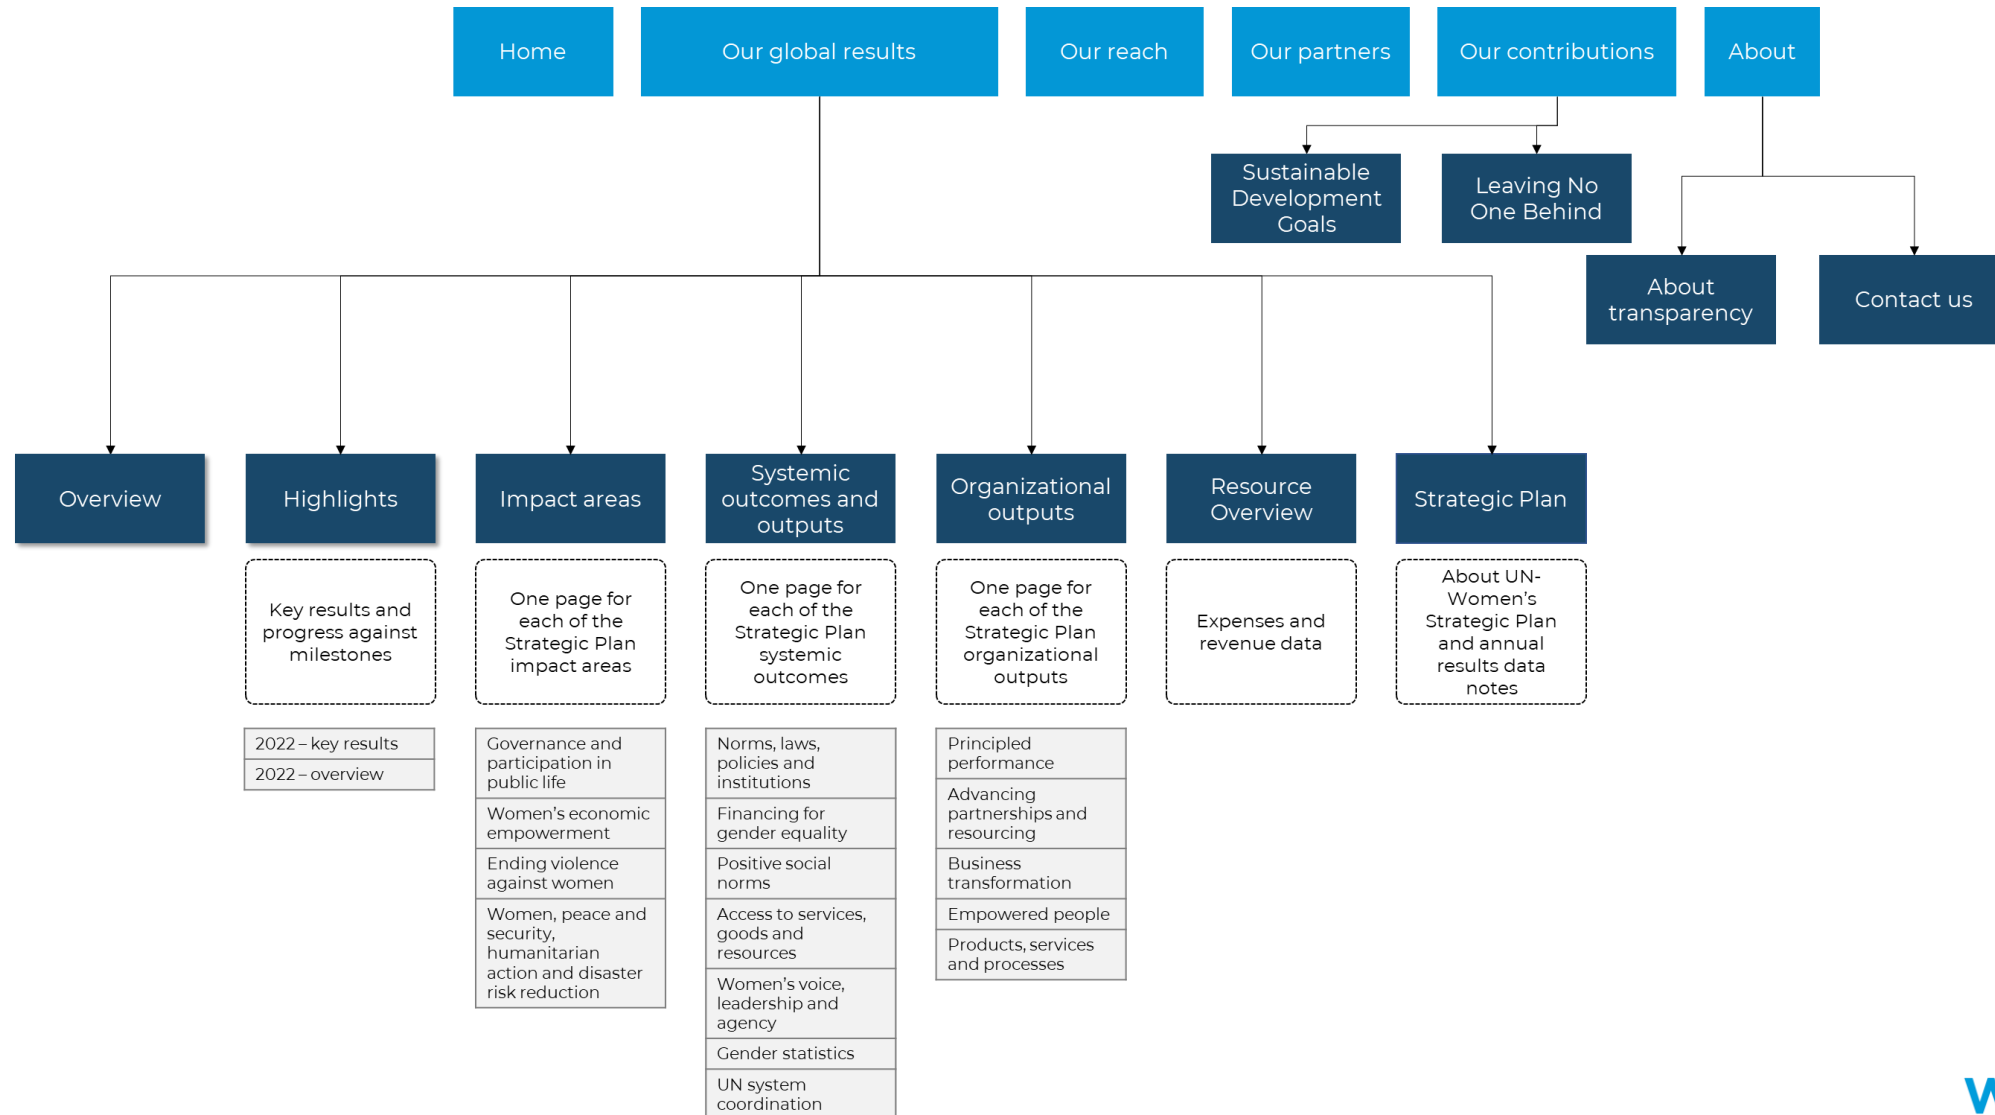 Home
Our global results
Our reach
Our partners
Our contributions
About
Sustainable
Development
Goals
Leaving No
One Behind
About
transparency
Contact us
Overview
Highlights
Impact areas
Systemic
outcomes and
outputs
Organizational
outputs
Resource
Overview
Strategic Plan
Key results and
progress against
milestones
One page for
each of the
Strategic Plan
impact areas
One page for
each of the
Strategic Plan
systemic
outcomes
One page for
each of the
Strategic Plan
organizational
outputs
Expenses and
revenue data
About UN-
Women’s
Strategic Plan
and annual
results data
notes
2022 – key results
2022 – overview
Governance and
participation in
public life
Women’s economic
empowerment
Ending violence
against women
Women, peace and
security,
humanitarian
action and disaster
risk reduction
Norms, laws,
policies and
institutions
Financing for
gender equality
Positive social
norms
Access to services,
goods and
resources
Women’s voice,
leadership and
agency
Gender statistics
UN system
coordination
Principled
performance
Advancing
partnerships and
resourcing
Business
transformation
Empowered people
Products, services
and processes